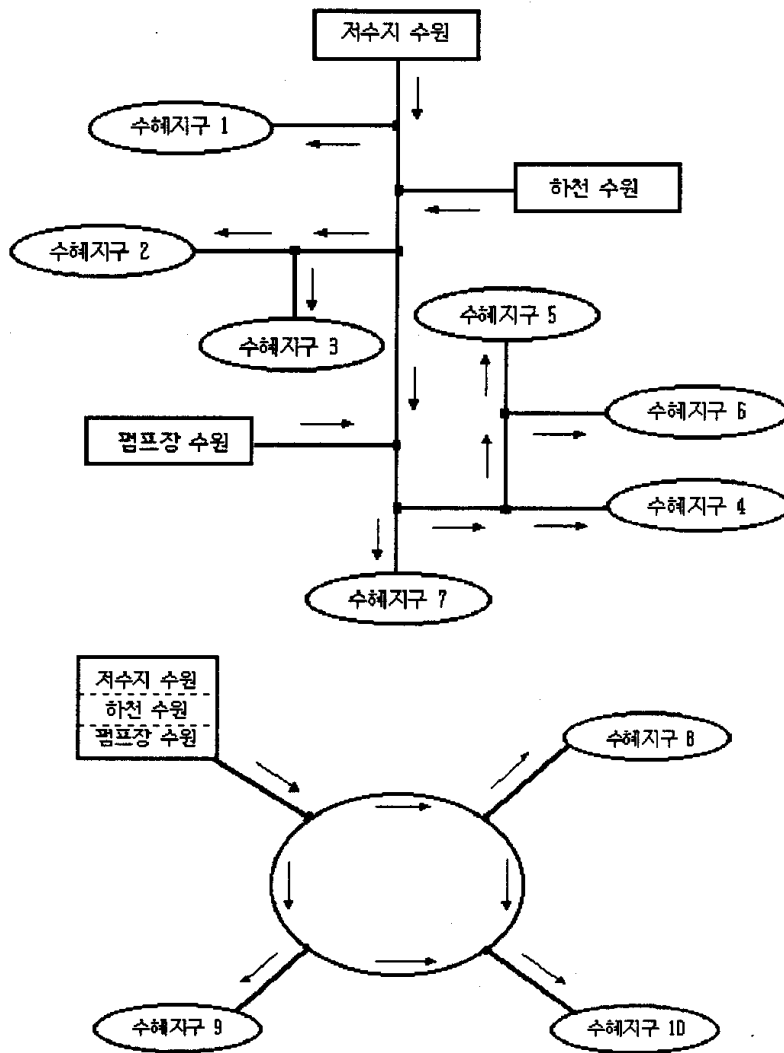 저수지 수원
수혜지구 1
하천 수원
수혜지구 2
수혜지구 5
수혜지구 3
수혜지구 6
펌프장 수원
수혜지구 4
수혜지구 7
저수지 수원
하천 수원
펌프장 수원
수혜지구 8
수혜지구 9
수혜지구 10